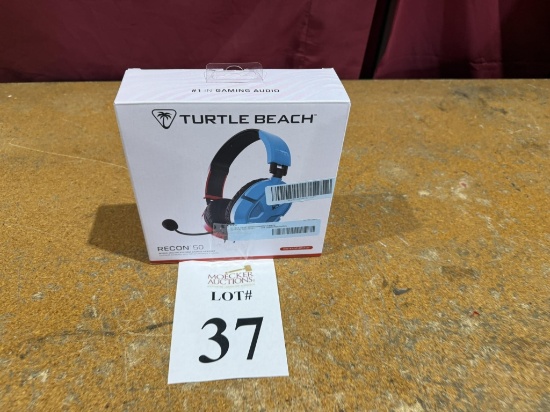 #1 IN GAMING AUDIO
TURTLE BEACH
RECON 50
MOECKER
AUCTIONS
LOT#
37